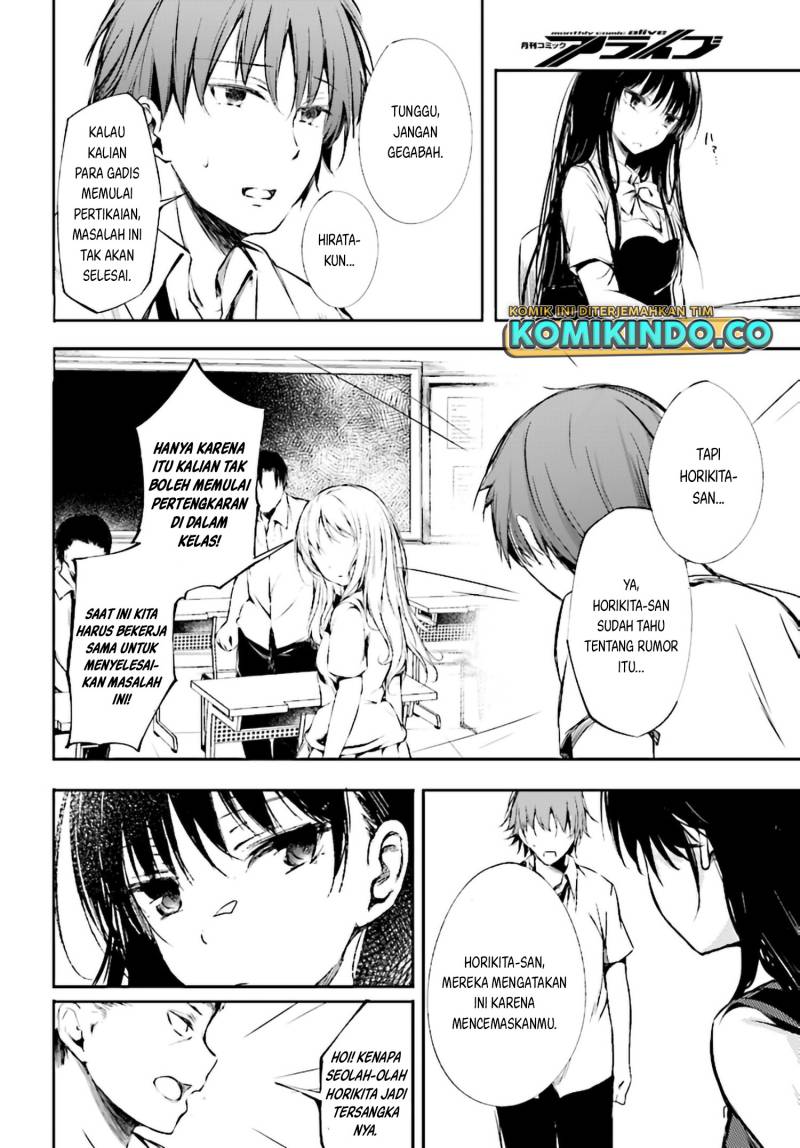 monthly comic alive
月刊コミック
アライブ
TUNGGU,
JANGAN
GEGABAH.
HIRATA-
KUN...
KALAU
KALIAN
PARA GADIS
MEMULAI
PERTIKAIAN,
MASALAH INI
TAK AKAN
SELESAI.
KOMIK INI DITERJEMAHKAN TIM
KOMIKINDO.CO
TAPI
HORIKITA-
SAN...
YA,
HORIKITA-SAN
SUDAH TAHU
TENTANG RUMOR
ITU...
HANYA KARENA
ITU KALIAN TAK
BOLEH MEMULAI
PERTENGKARAN
DI DALAM
KELAS!
SAAT INI KITA
HARUS BEKERJA
SAMA UNTUK
MENYELESAI-
KAN MASALAH
INI!
HORIKITA-SAN,
MEREKA MENGATAKAN
INI KARENA
MENCEMASKANMU.
HOI! KENAPA
SEOLAH-OLAH
HORIKITA JADI
TERSANGKA
NYA.